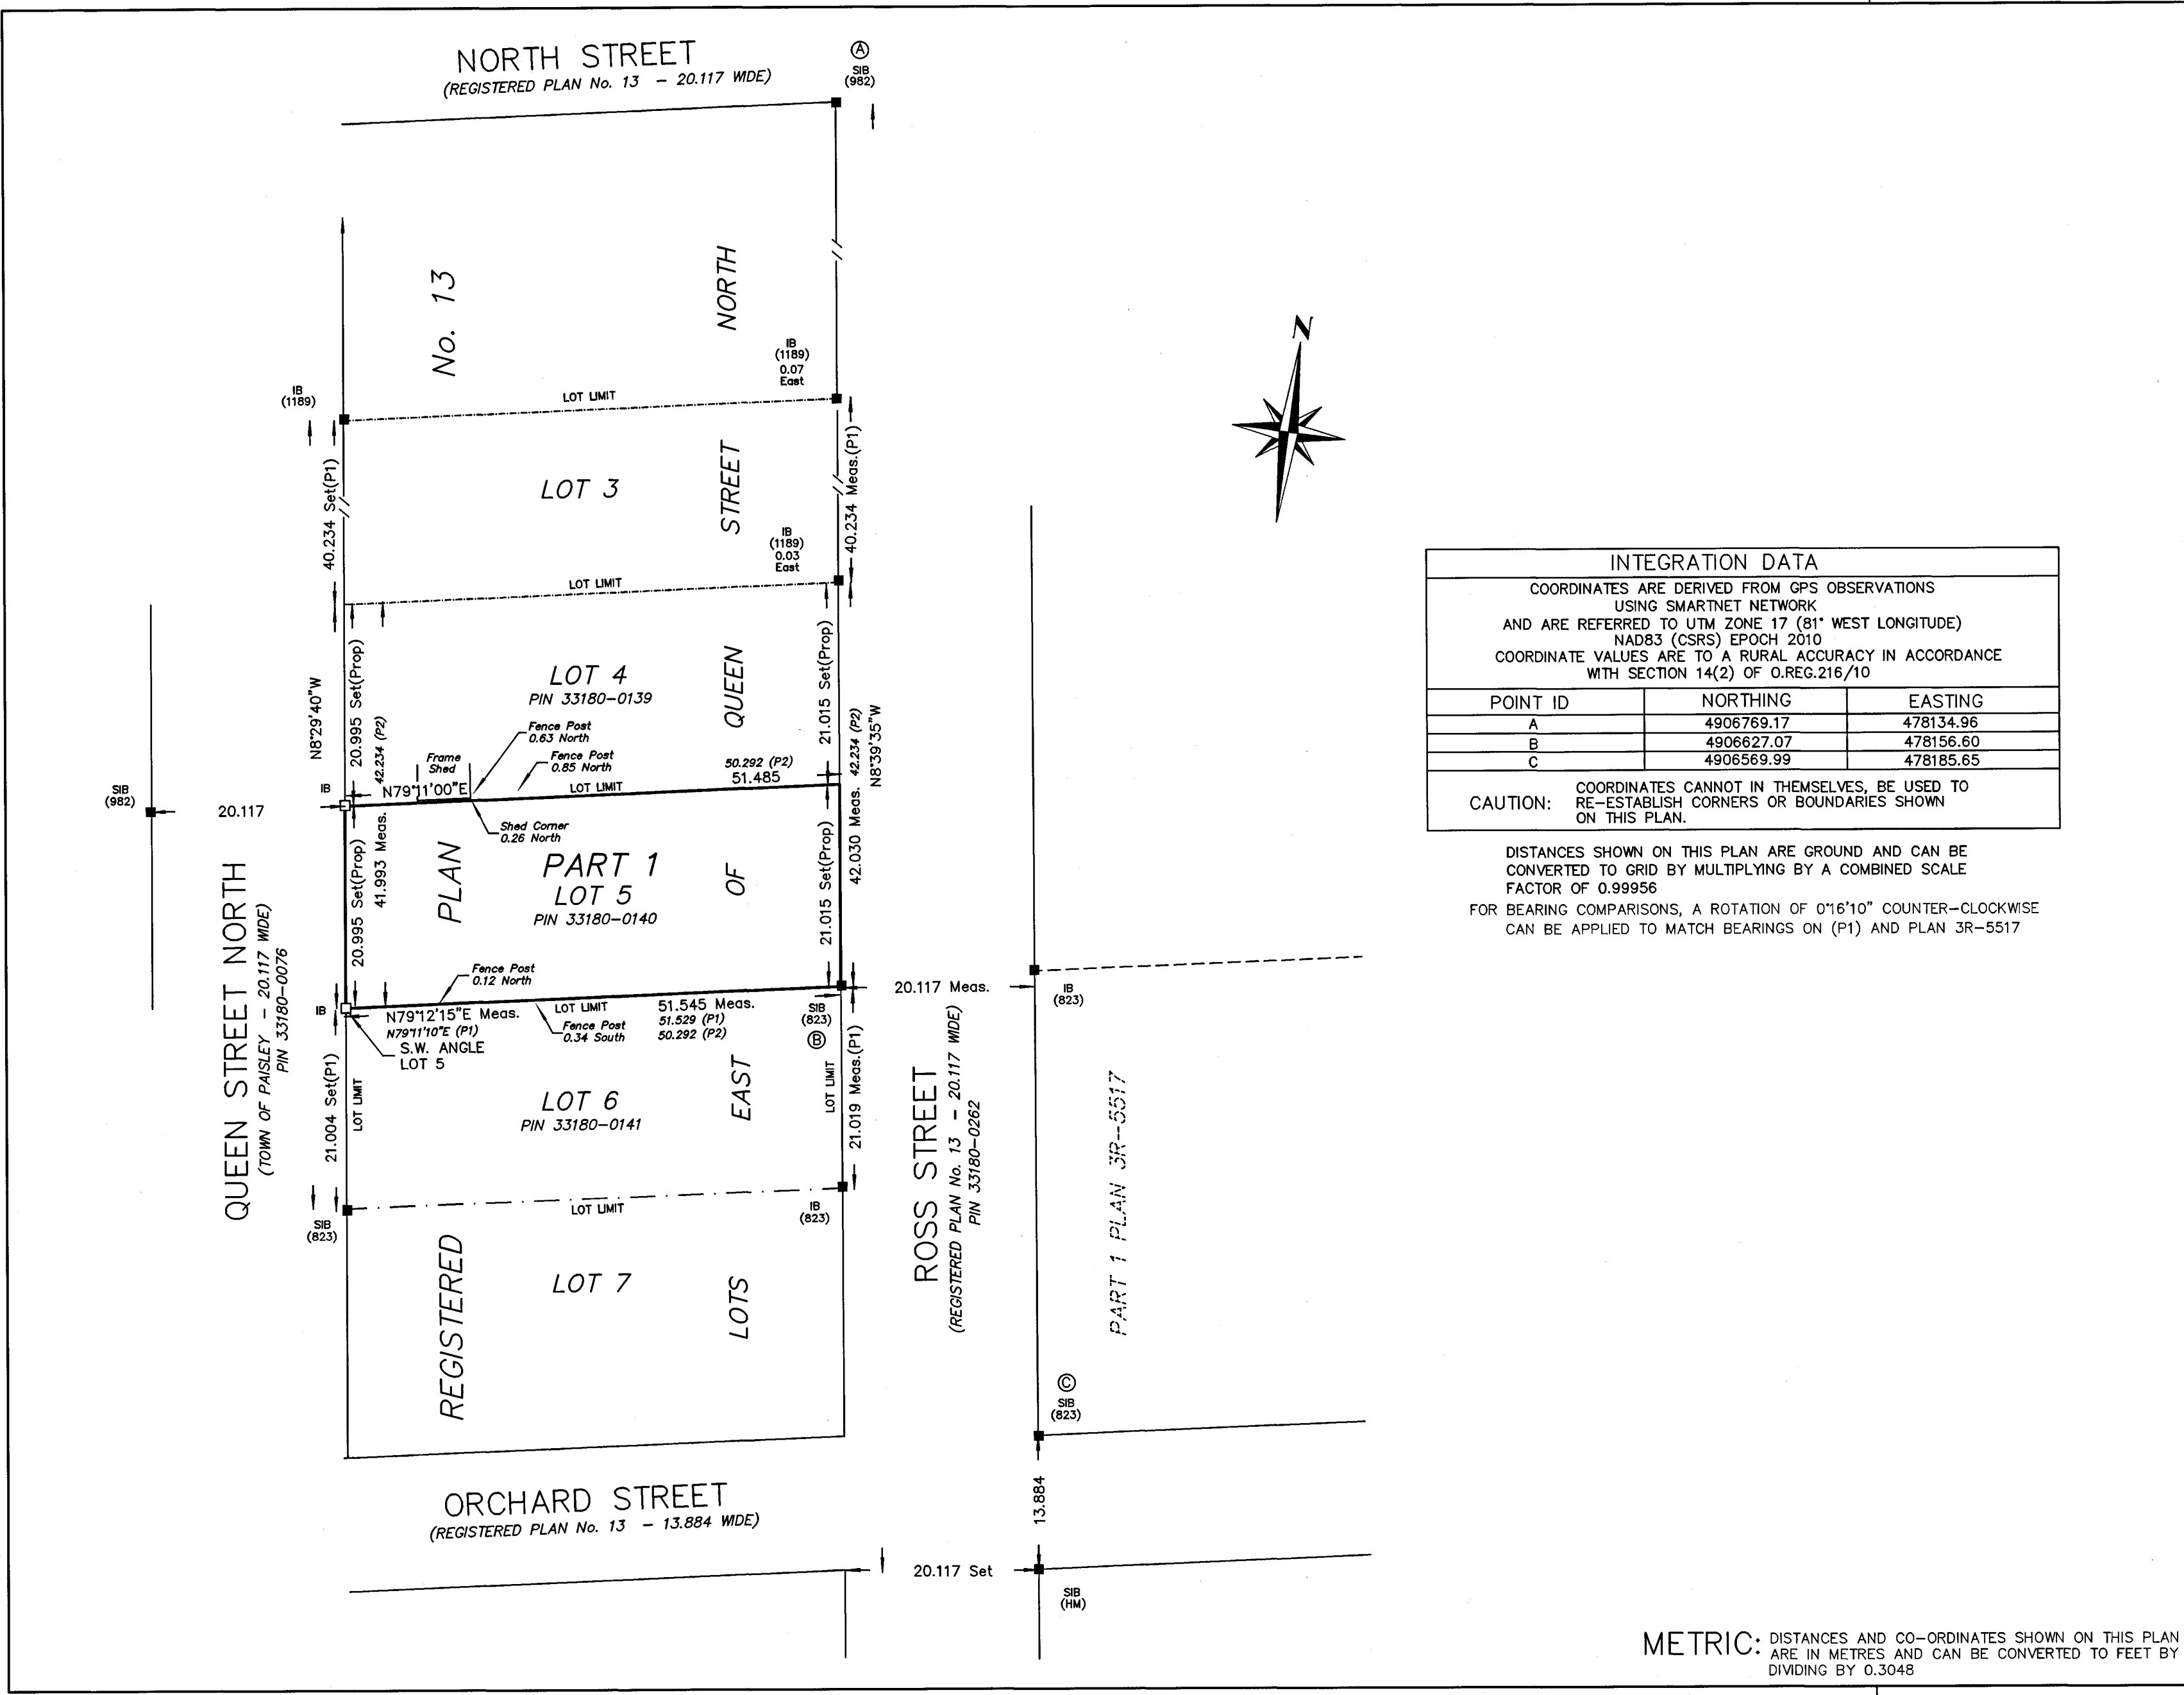 NORTH STREET
(REGISTERED PLAN No. 13 – 20.117 WIDE)
A
SIB
(982)
No. 13
NORTH
IB
(1189)
0.07
East
IB
(1189)
LOT LIMIT
40.234 Set(P1)
LOT 3
STREET
40.234 Meas.(P1)
IB
(1189)
0.03
East
LOT LIMIT
N8°29'40"W
20.995 Set(Prop)
42.234 (P2)
41.993 Meas.
LOT 4
PIN 33180-0139
QUEEN
21.015 Set(Prop)
42.234 (P2)
42.030 Meas.
N8°39'35"W
Fence Post
0.63 North
Frame
Shed
Fence Post
0.85 North
50.292 (P2)
51.485
N79°11'00"E
LOT LIMIT
IB
SIB
(982)
20.117
Shed Corner
0.26 North
20.995 Set(Prop)
PLAN
PART 1
LOT 5
PIN 33180-0140
OF
21.015 Set(Prop)
QUEEN STREET NORTH
(TOWN OF PAISLEY – 20.117 WIDE)
PIN 33180-0076
Fence Post
0.12 North
IB
N79°12'15"E Meas.
N79°11'10"E (P1)
S.W. ANGLE
LOT 5
LOT LIMIT
Fence Post
0.34 South
51.545 Meas.
51.529 (P1)
50.292 (P2)
SIB
(823)
B
20.117 Meas.
IB
(823)
21.004 Set(P1)
LOT LIMIT
LOT 6
PIN 33180-0141
EAST
LOT LIMIT
21.019 Meas.(P1)
ROSS STREET
(REGISTERED PLAN No. 13 – 20.117 WIDE)
PIN 33180-0262
PART 1 PLAN 3R-5517
SIB
(823)
LOT LIMIT
IB
(823)
REGISTERED
LOT 7
LOTS
C
SIB
(823)
ORCHARD STREET
(REGISTERED PLAN No. 13 – 13.884 WIDE)
13.884
20.117 Set
SIB
(HM)
N
INTEGRATION DATA
COORDINATES ARE DERIVED FROM GPS OBSERVATIONS
USING SMARTNET NETWORK
AND ARE REFERRED TO UTM ZONE 17 (81° WEST LONGITUDE)
NAD83 (CSRS) EPOCH 2010
COORDINATE VALUES ARE TO A RURAL ACCURACY IN ACCORDANCE
WITH SECTION 14(2) OF O.REG.216/10
POINT ID NORTHING EASTING
A 4906769.17 478134.96
B 4906627.07 478156.60
C 4906569.99 478185.65
CAUTION: COORDINATES CANNOT IN THEMSELVES, BE USED TO
RE-ESTABLISH CORNERS OR BOUNDARIES SHOWN
ON THIS PLAN.
DISTANCES SHOWN ON THIS PLAN ARE GROUND AND CAN BE
CONVERTED TO GRID BY MULTIPLYING BY A COMBINED SCALE
FACTOR OF 0.99956
FOR BEARING COMPARISONS, A ROTATION OF 0°16'10" COUNTER-CLOCKWISE
CAN BE APPLIED TO MATCH BEARINGS ON (P1) AND PLAN 3R-5517
METRIC: DISTANCES AND CO-ORDINATES SHOWN ON THIS PLAN
ARE IN METRES AND CAN BE CONVERTED TO FEET BY
DIVIDING BY 0.3048